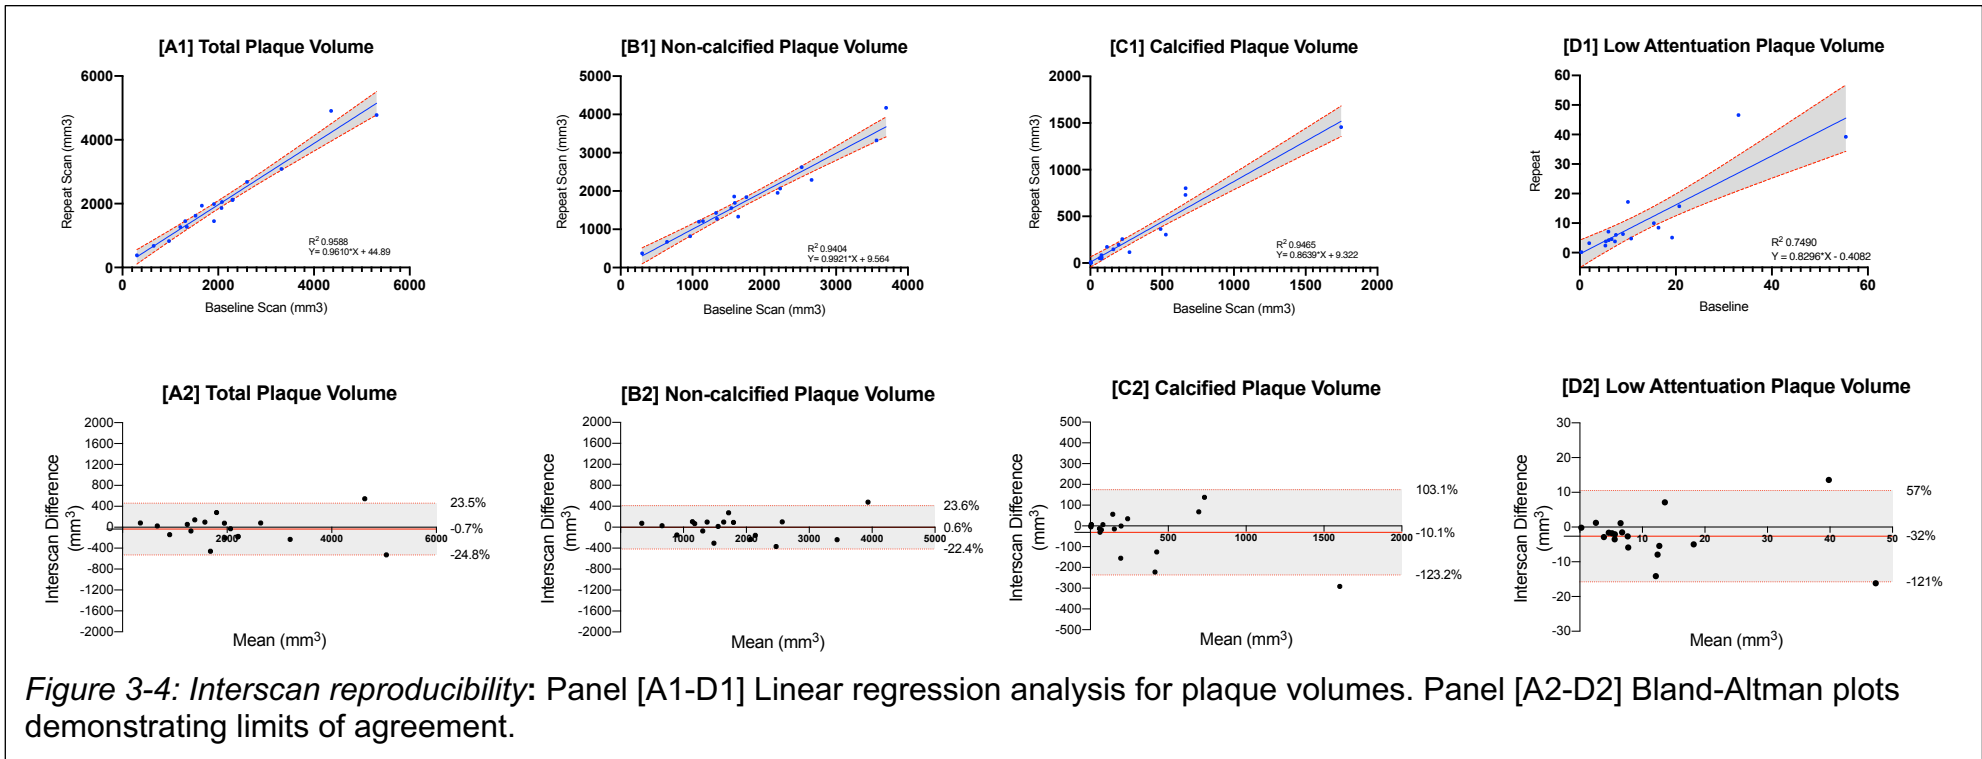 [A1] Total Plaque Volume
6000
4000
2000
0
Repeat Scan (mm3)
R2 0.9588
Y= 0.9610*X + 44.89
0 2000 4000 6000
Baseline Scan (mm3)
[B1] Non-calcified Plaque Volume
5000
4000
3000
2000
1000
0
Repeat Scan (mm3)
R2 0.9404
Y= 0.9921*X + 9.564
0 1000 2000 3000 4000
Baseline Scan (mm3)
[C1] Calcified Plaque Volume
2000
1500
1000
500
0
Repeat Scan (mm3)
R2 0.9465
Y= 0.8639*X + 9.322
0 500 1000 1500 2000
Baseline Scan (mm3)
[D1] Low Attentuation Plaque Volume
60
50
40
30
20
10
0
Repeat
R2 0.7490
Y = 0.8296*X - 0.4082
0 20 40 60
Baseline
[A2] Total Plaque Volume
2000
1600
1200
800
400
0
-400
-800
-1200
-1600
-2000
Interscan Difference
(mm3)
2000 4000 6000
23.5%
-0.7%
-24.8%
Mean (mm3)
[B2] Non-calcified Plaque Volume
2000
1600
1200
800
400
0
-400
-800
-1200
-1600
-2000
Interscan Difference
(mm3)
1000 2000 3000 4000 5000
23.6%
0.6%
-22.4%
Mean (mm3)
[C2] Calcified Plaque Volume
500
400
300
200
100
0
-100
-200
-300
-400
-500
Interscan Difference
(mm3)
500 1000 1500 2000
103.1%
-10.1%
-123.2%
Mean (mm3)
[D2] Low Attentuation Plaque Volume
30
20
10
0
-10
-20
-30
Interscan Difference
(mm3)
10 20 30 40 50
57%
-32%
-121%
Mean (mm3)
Figure 3-4: Interscan reproducibility: Panel [A1-D1] Linear regression analysis for plaque volumes. Panel [A2-D2] Bland-Altman plots
demonstrating limits of agreement.